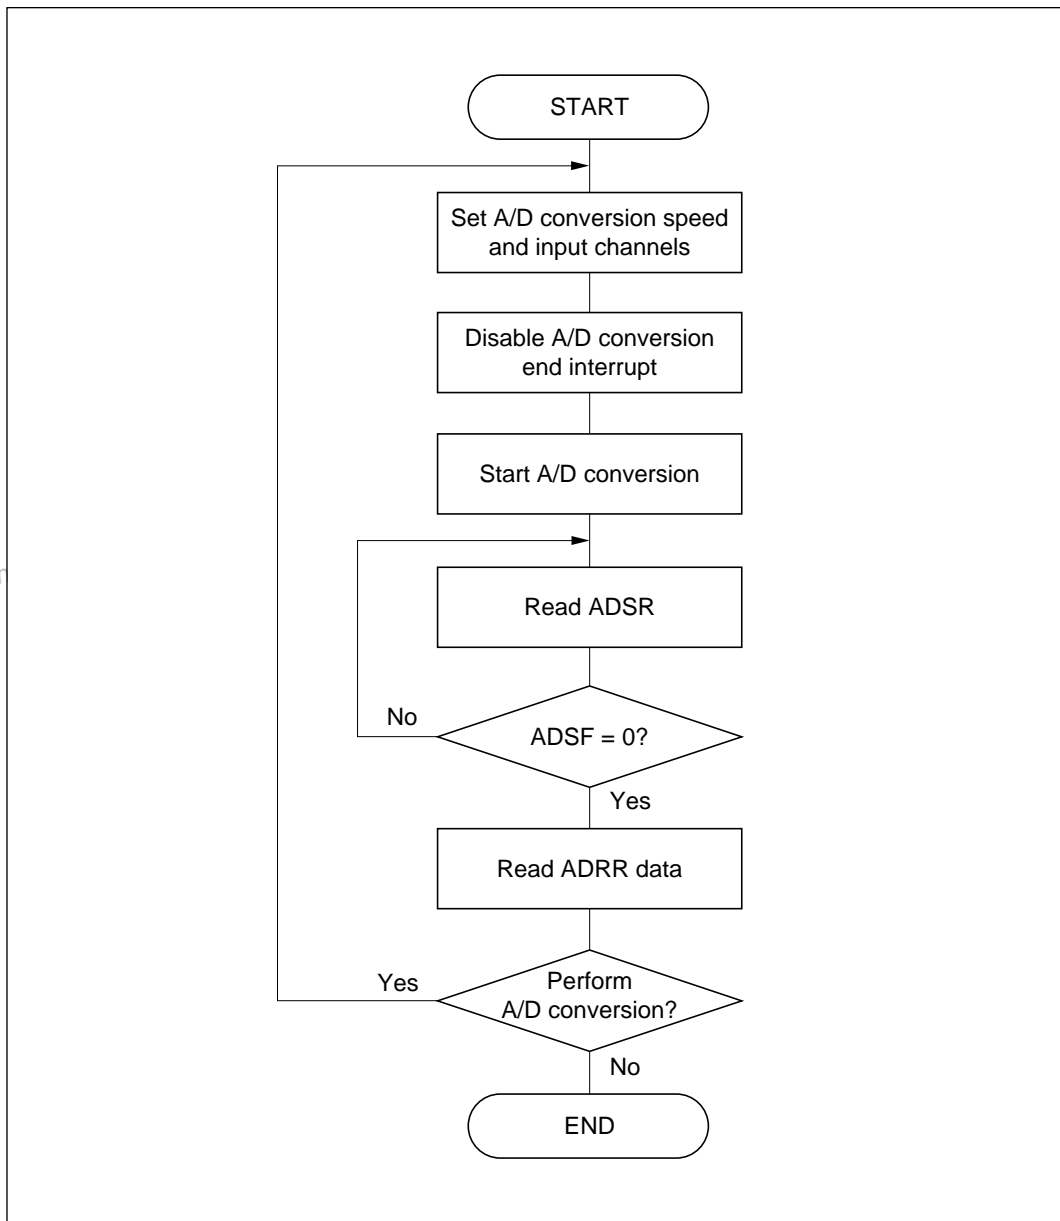 START
Set A/D conversion speed
and input channels
Disable A/D conversion
end interrupt
Start A/D conversion
Read ADSR
No
ADSF = 0?
Yes
Read ADRR data
Yes
Perform
A/D conversion?
No
END